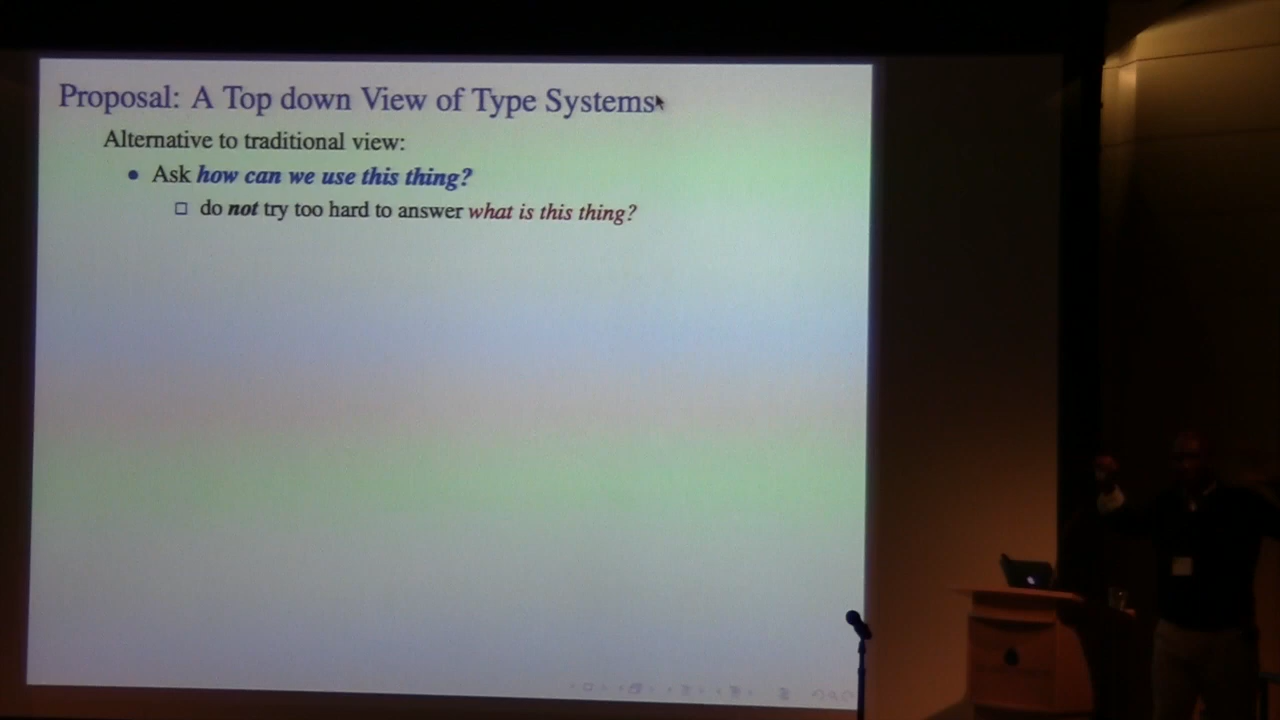 Proposal: A Top down View of Type Systems
Alternative to traditional view:
• Ask how can we use this thing?
□ do not try too hard to answer what is this thing?